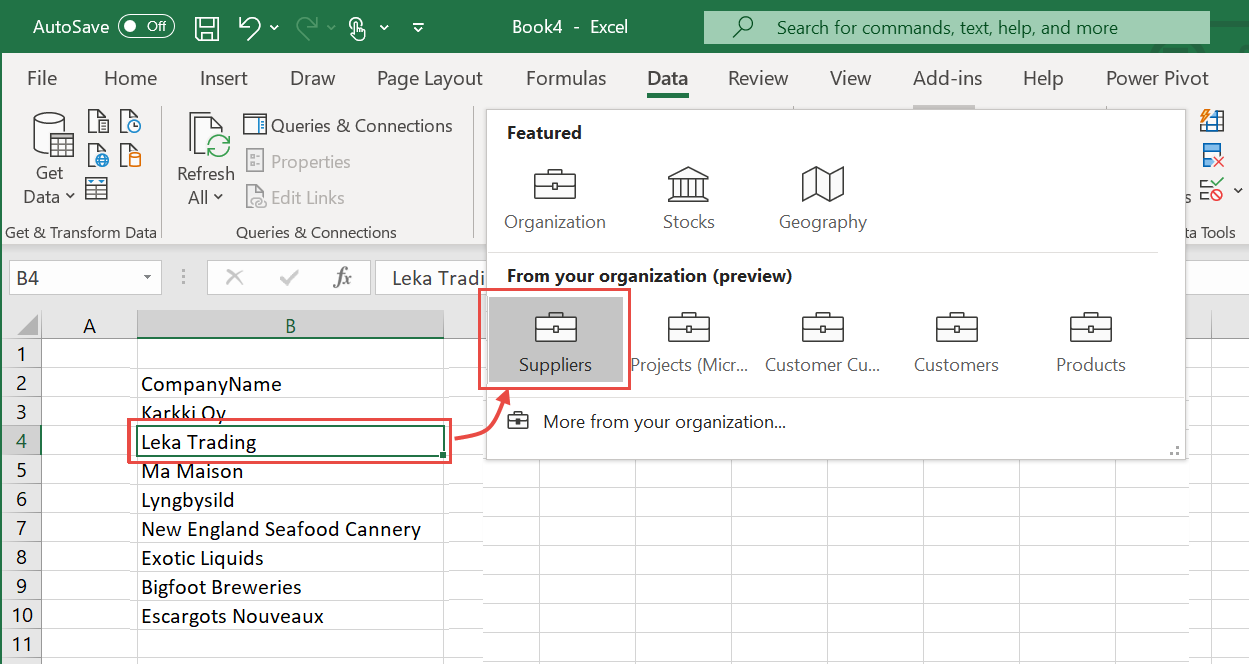 AutoSave Off Book4 - Excel Search for commands, text, help, and more
File Home Insert Draw Page Layout Formulas Data Review View Add-ins Help Power Pivot
Get Data
Refresh All
Queries & Connections
Properties
Edit Links
Get & Transform Data
Queries & Connections
Featured
Organization Stocks Geography
From your organization (preview)
Suppliers Projects (Micr... Customer Cu... Customers Products
More from your organization...
s
ta Tools
B4 fx Leka Tradi
A B
1
2 CompanyName
3 Karkki Oy
4 Leka Trading
5 Ma Maison
6 Lyngbysild
7 New England Seafood Cannery
8 Exotic Liquids
9 Bigfoot Breweries
10 Escargots Nouveaux
11